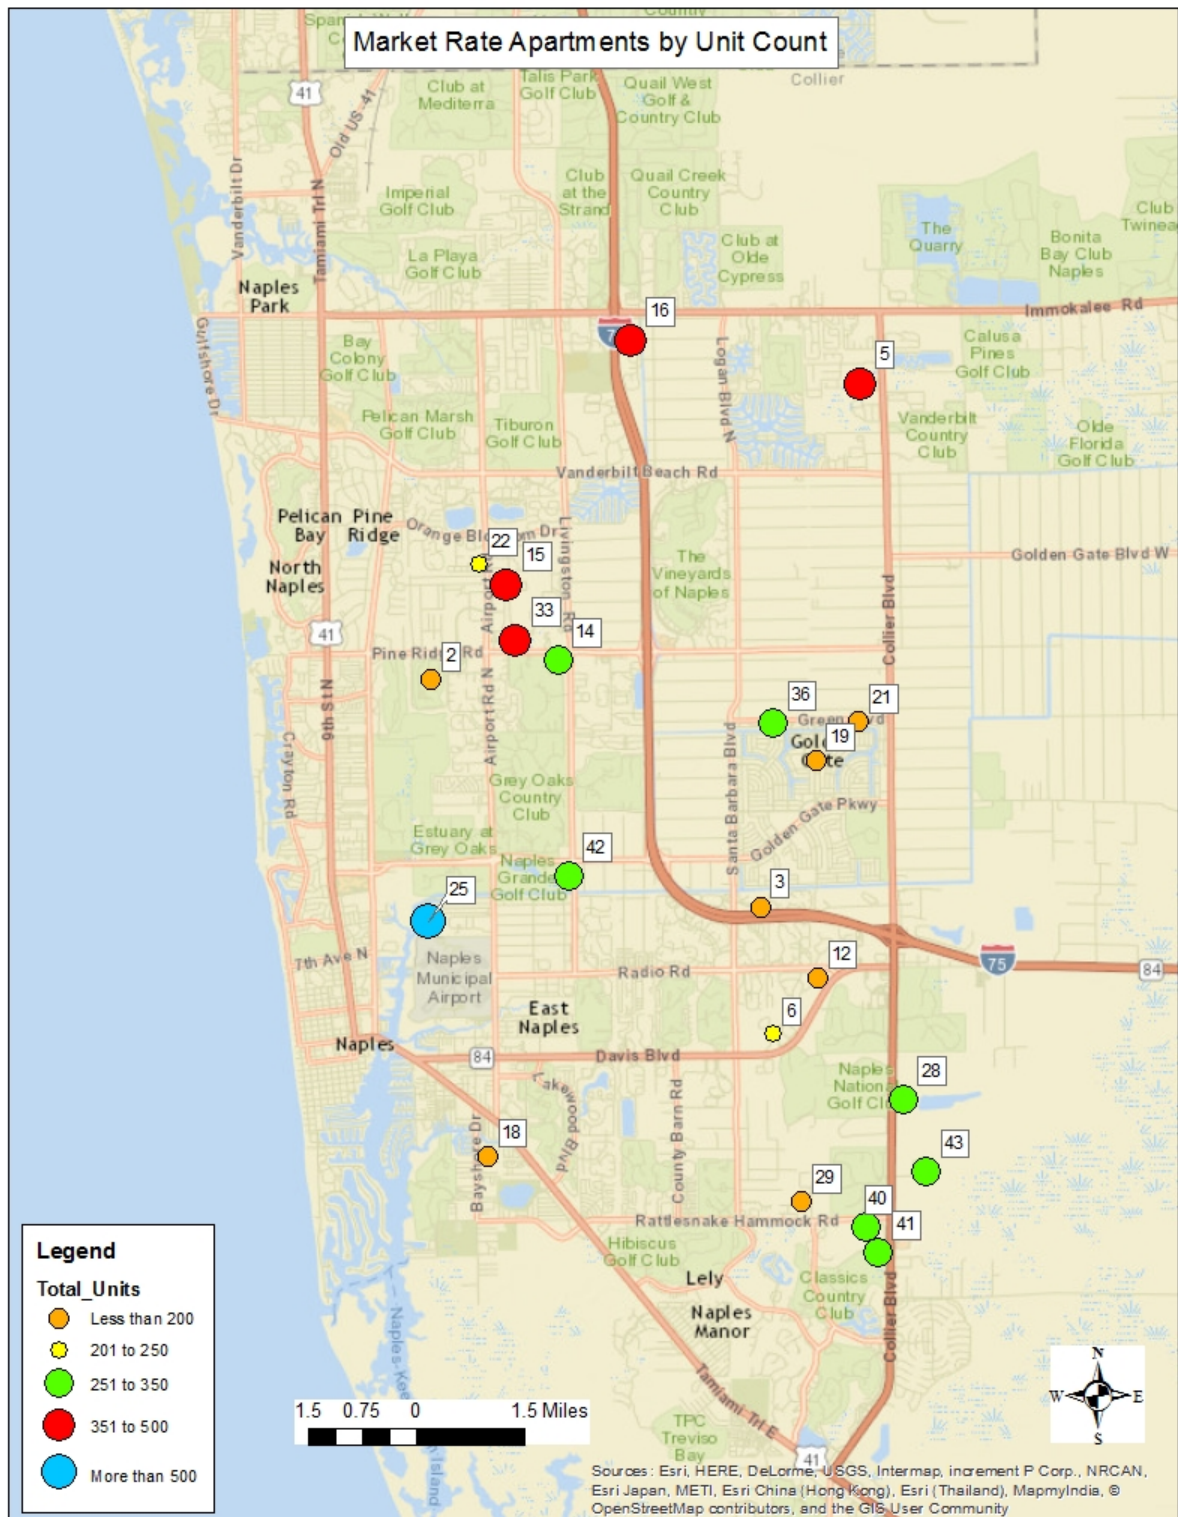 Market Rate Apartments by Unit Count
Collier
41
Old US-41
Club at
Mediterra
Talis Park
Golf Club
Quail West
Golf &
Country Club
Vanderbilt Dr
Tamiami Trl N
Imperial
Golf Club
Club
at the
Strand
Quail Creek
Country
Club
Club at
Olde
Cypress
The
Quarry
Bonita
Bay Club
Naples
Club
La Playa
Golf Club
Naples
Park
Immokalee Rd
Gulfshore Dr
16
5
Bay
Colony
Golf Club
Logan Blvd N
Calusa
Pines
Golf Club
Pelican Marsh
Golf Club
Tiburon
Golf Club
Vanderbilt
Country
Club
Olde
Florida
Golf Club
Vanderbilt Beach Rd
Pelican
Bay
Pine
Ridge
Livingston Rd
22
15
North
Naples
The
Vineyards
of Naples
Golden Gate Blvd W
Collier Blvd
33
14
41
Pine Ridge Rd
2
9th St N
Airport Rd N
36
21
19
Crayton Rd
Santa Barbara Blvd
Golden Gate Pkwy
Grey Oaks
Country
Club
Estuary at
Grey Oaks
42
Naples
Grande
Golf Club
25
3
7th Ave N
Naples
Municipal
Airport
Radio Rd
12
75
84
East
Naples
6
Naples
84
Davis Blvd
Lakewood Blvd
County Barn Rd
28
18
Bayshore Dr
43
29
40
41
Rattlesnake Hammock Rd
Hibiscus
Golf Club
Lely
Classics
Country
Club
Naples
Manor
Collier Blvd
Tamiami Trl E
TPC
Treviso
Bay
41
N
W E
S
1.5 0.75 0 1.5 Miles
Legend
Total_Units
Less than 200
201 to 250
251 to 350
351 to 500
More than 500
Sources: Esri, HERE, DeLorme, USGS, Intermap, increment P Corp., NRCAN,
Esri Japan, METI, Esri China (Hong Kong), Esri (Thailand), MapmyIndia, ©
OpenStreetMap contributors, and the GIS User Community